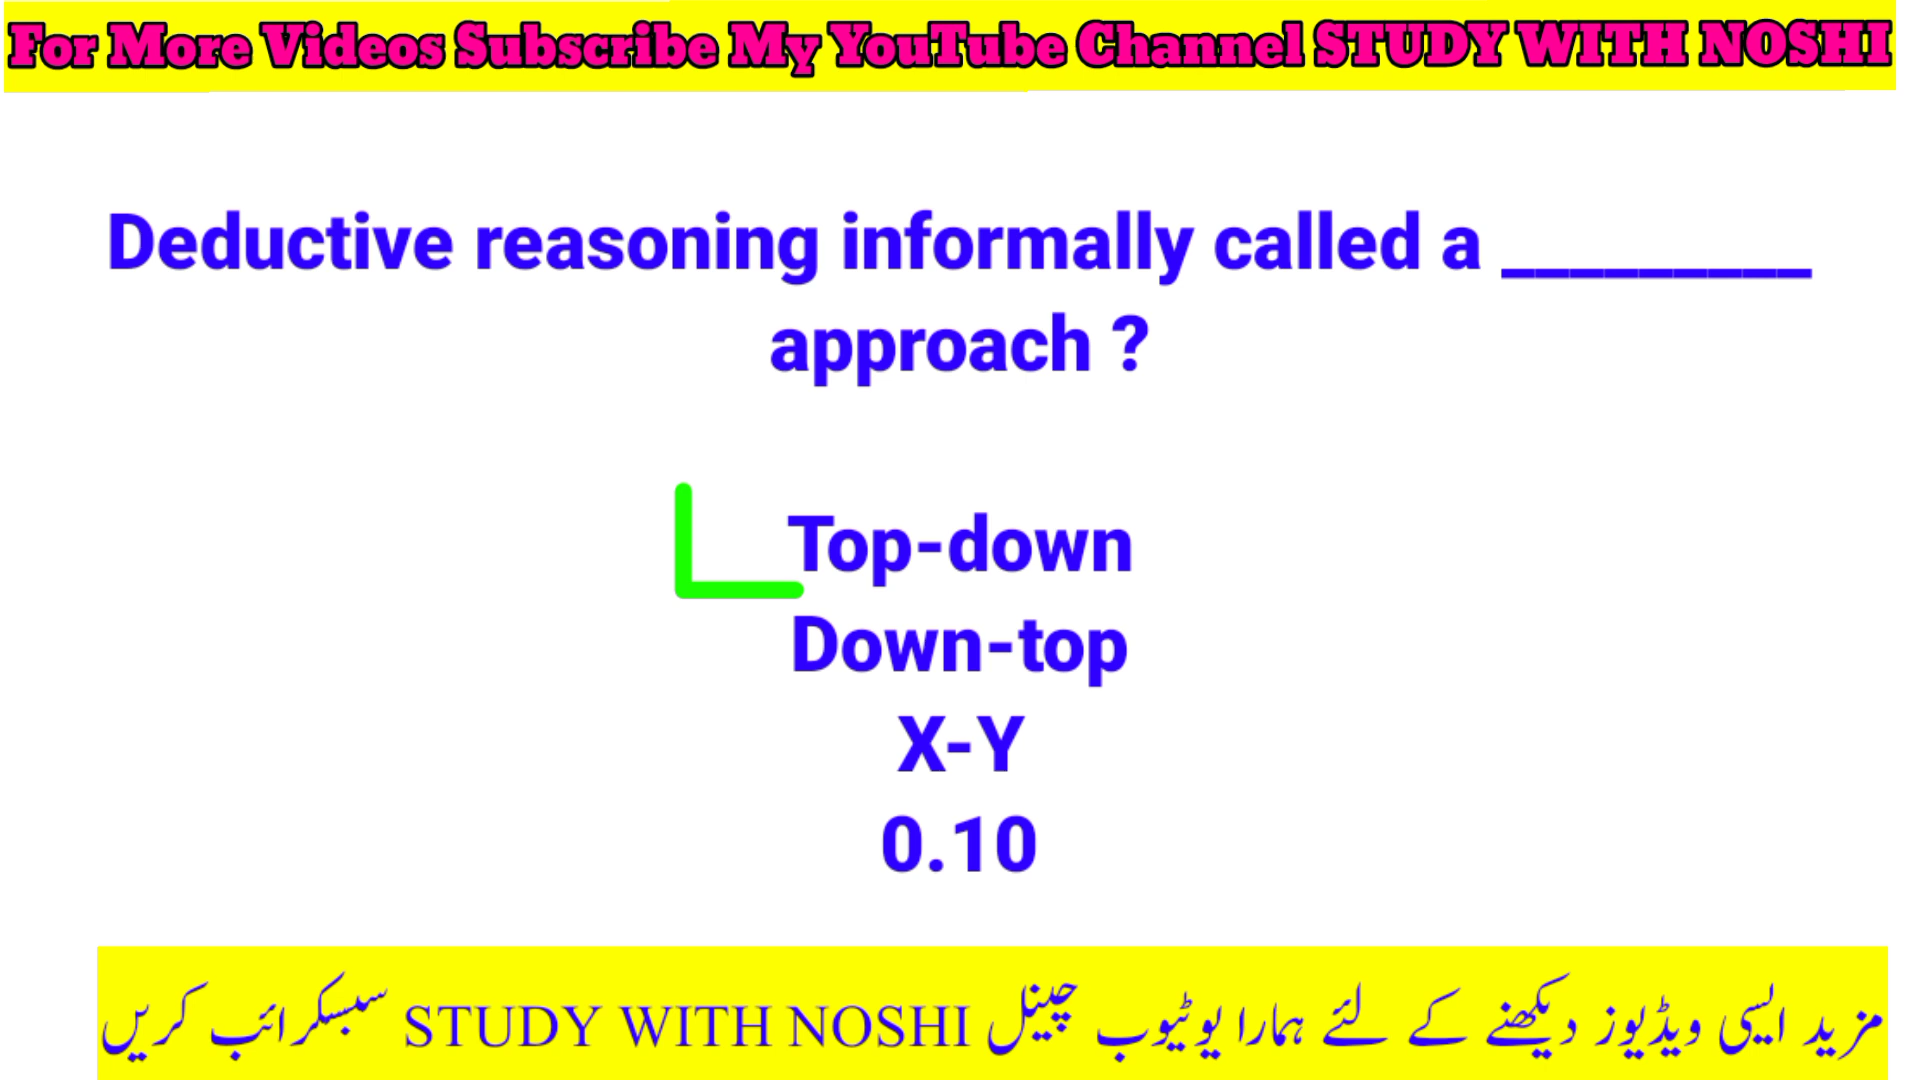 For More Videos Subscribe My YouTube Channel STUDY WITH NOSHI
Deductive reasoning informally called a _________
approach ?
Top-down
Down-top
X-Y
0.10
مزید ایسی ویڈیوز دیکھنے کے لئے ہمارا یوٹیوب چینل STUDY WITH NOSHI سبسکرائب کریں